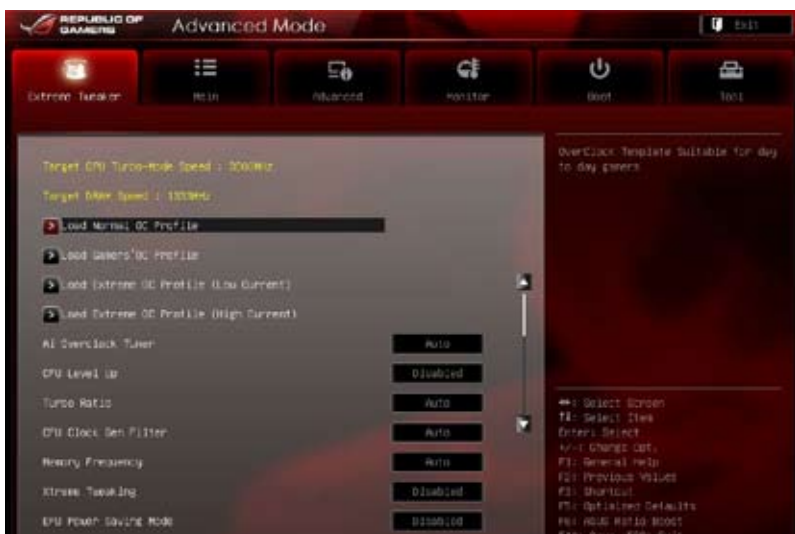 REPUBLIC OF
GAMERS
Advanced Mode
Exit
Extreme Tweaker
Main
Advanced
Monitor
Boot
Tool
Target CPU Turbo-Mode Speed :
Target DRAM Speed : 1333MHz
Load Normal OC Profile
Load Gamers'OC Profile
Load Extreme OC Profile (Low Current)
Load Extreme OC Profile (High Current)
AI Overclock Tuner
Auto
CPU Level Up
Disabled
Turbo Ratio
Auto
CPU Clock Gen Filter
Auto
Memory Frequency
Auto
Xtreme Tweaking
Disabled
EPU Power Saving Mode
Disabled
OverClock Template Suitable for day
to day gamers
: Select Screen
: Select Item
Enter: Select
+/-: Change Opt.
F1: General Help
F2: Previous Values
F3: Shortcut
F5: Optimized Defaults
F6: ASUS Ratio Boost